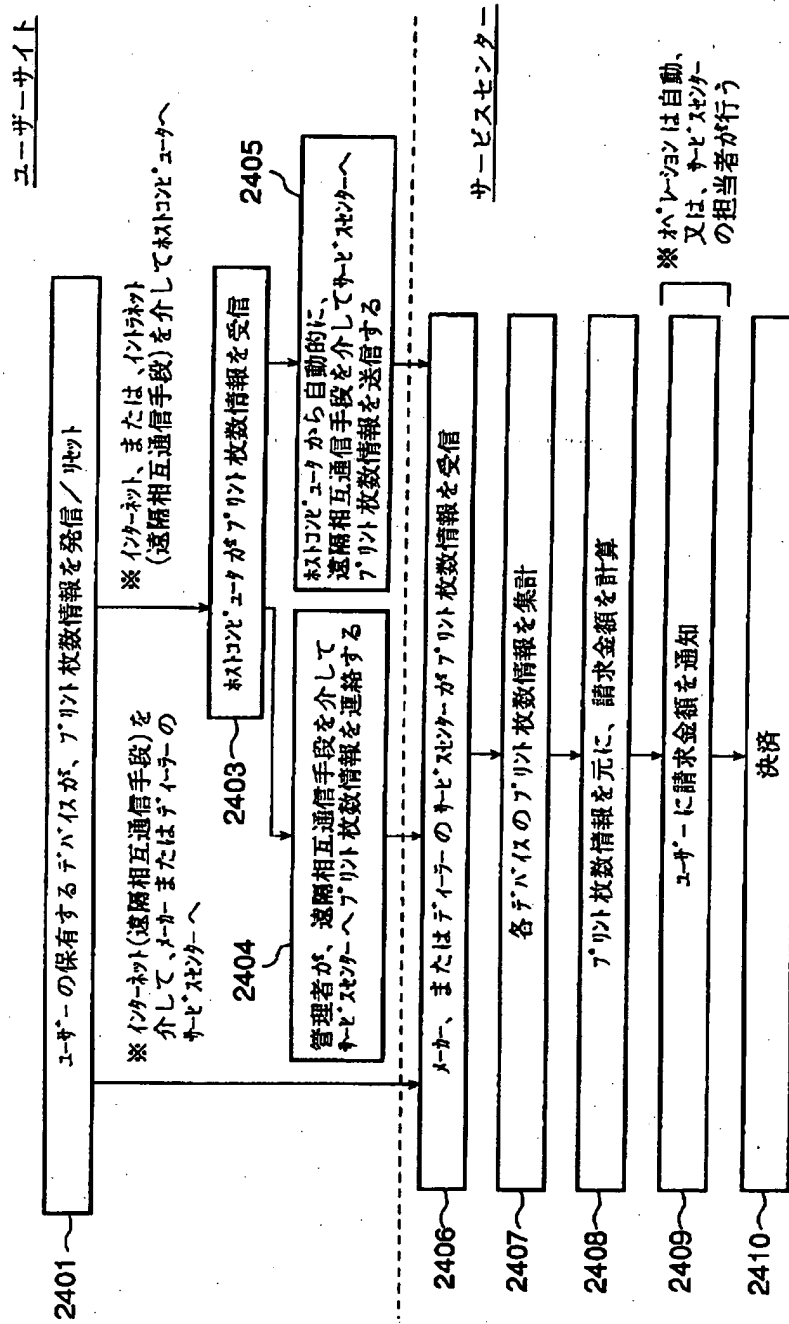 ユーザーサイト
2401
ユーザーの保有するデバイスが、プリント枚数情報を発信/リセット
※インターネット(遠隔相互通信手段)を
介して、メーカーまたはディーラーの
サービスセンターへ
※インターネット、または、イントラネット
(遠隔相互通信手段)を介してホストコンピュータへ
2403
ホストコンピュータがプリント枚数情報を受信
2404
管理者が、遠隔相互通信手段を介して
サービスセンターへプリント枚数情報を連絡する
2405
ホストコンピュータから自動的に、
遠隔相互通信手段を介してサービスセンターへ
プリント枚数情報を送信する
サービスセンター
2406
メーカー、またはディーラーのサービスセンターがプリント枚数情報を受信
2407
各デバイスのプリント枚数情報を集計
2408
プリント枚数情報を元に、請求金額を計算
2409
ユーザーに請求金額を通知
※オペレーションは自動、
又は、サービスセンター
の担当者が行う
2410
決済